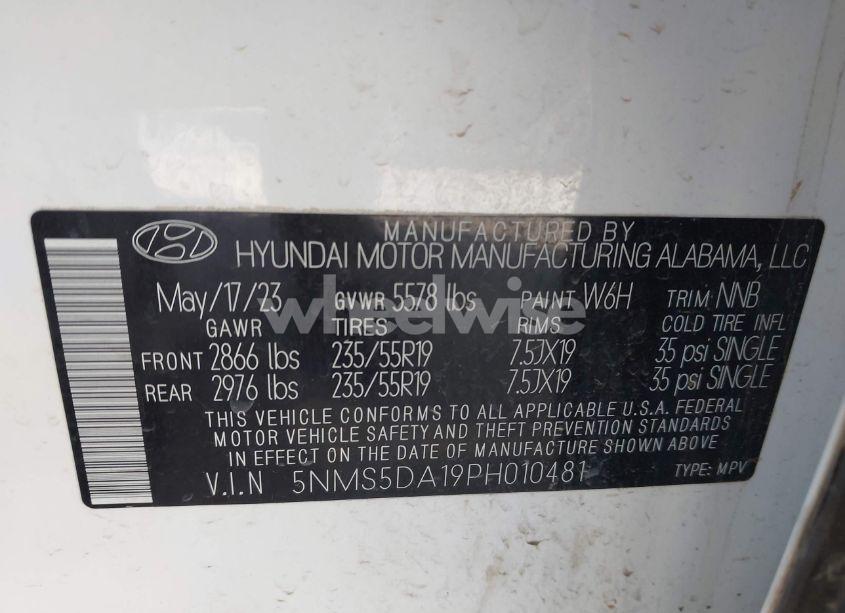 MANUFACTURED BY
HYUNDAI MOTOR MANUFACTURING ALABAMA, LLC
May/17/23 GVWR 5578 lbs PAINT: W6H TRIM: NNB
GAWR TIRES RIMS COLD TIRE INFL
FRONT 2866 lbs 235/55R19 7.5JX19 35 psi SINGLE
REAR 2976 lbs 235/55R19 7.5JX19 35 psi SINGLE
THIS VEHICLE CONFORMS TO ALL APPLICABLE U.S.A. FEDERAL
MOTOR VEHICLE SAFETY AND THEFT PREVENTION STANDARDS
IN EFFECT ON THE DATE OF MANUFACTURE SHOWN ABOVE.
V.I.N 5NMS5DA19PH010481 TYPE: MPV
wheelwise